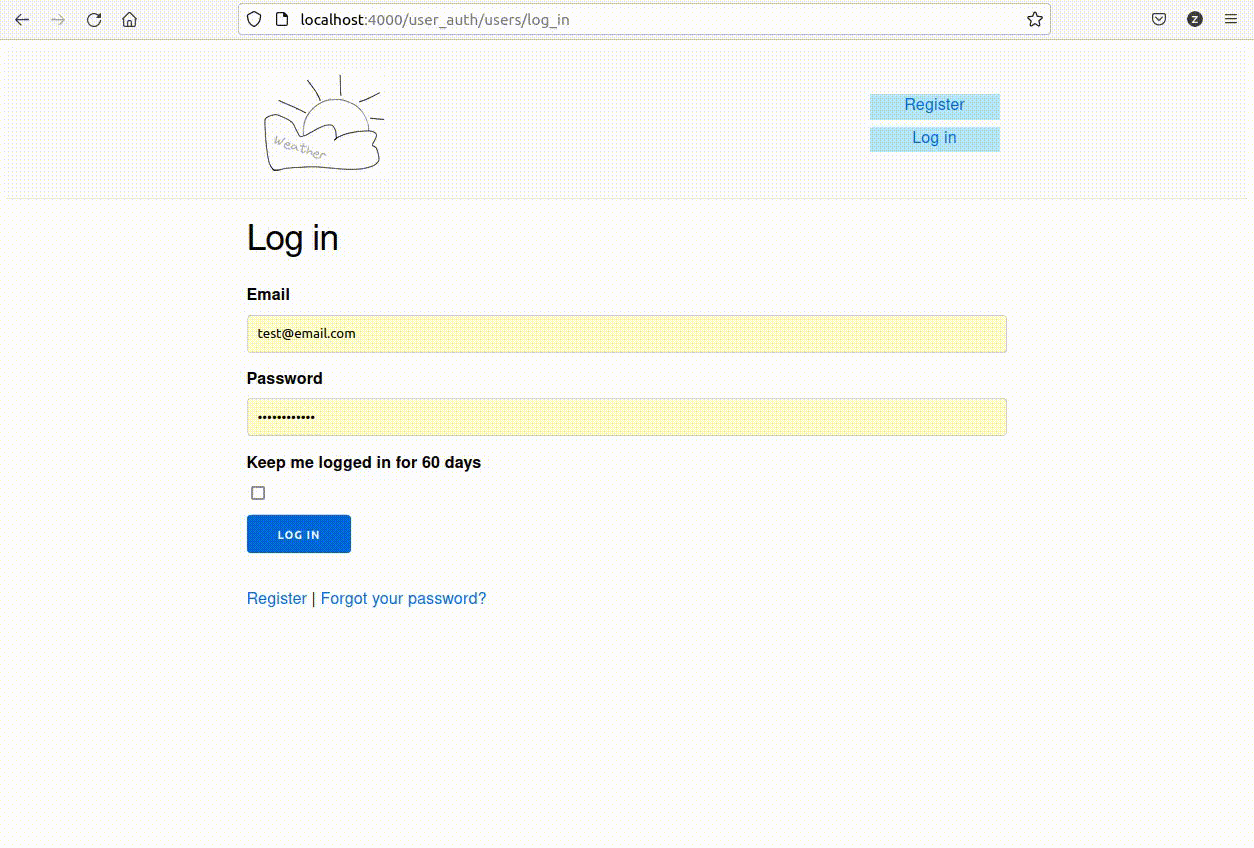 localhost:4000/user_auth/users/log_in
Z
Weather
Register
Log in
Log in
Email
test@email.com
Password
••••••••••••
Keep me logged in for 60 days
LOG IN
Register | Forgot your password?